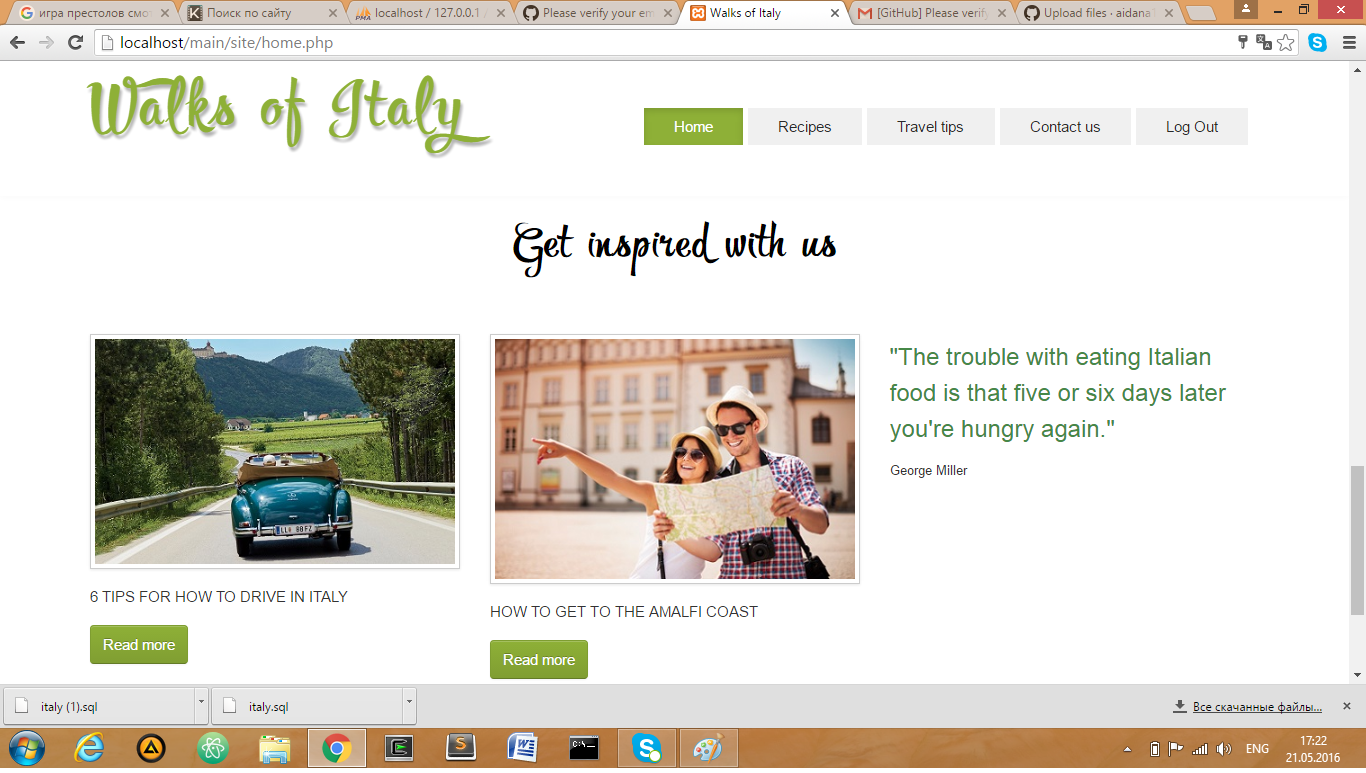 игра престолов смо
Поиск по сайту
localhost / 127.0.0.1 /
Please verify your em
Walks of Italy
[GitHub] Please verify
Upload files · aidana
localhost/main/site/home.php
Walks of Italy
Home
Recipes
Travel tips
Contact us
Log Out
Get inspired with us
"The trouble with eating Italian
food is that five or six days later
you're hungry again."
George Miller
6 TIPS FOR HOW TO DRIVE IN ITALY
HOW TO GET TO THE AMALFI COAST
Read more
Read more
italy (1).sql
italy.sql
Все скачанные файлы...
ENG
17:22
21.05.2016